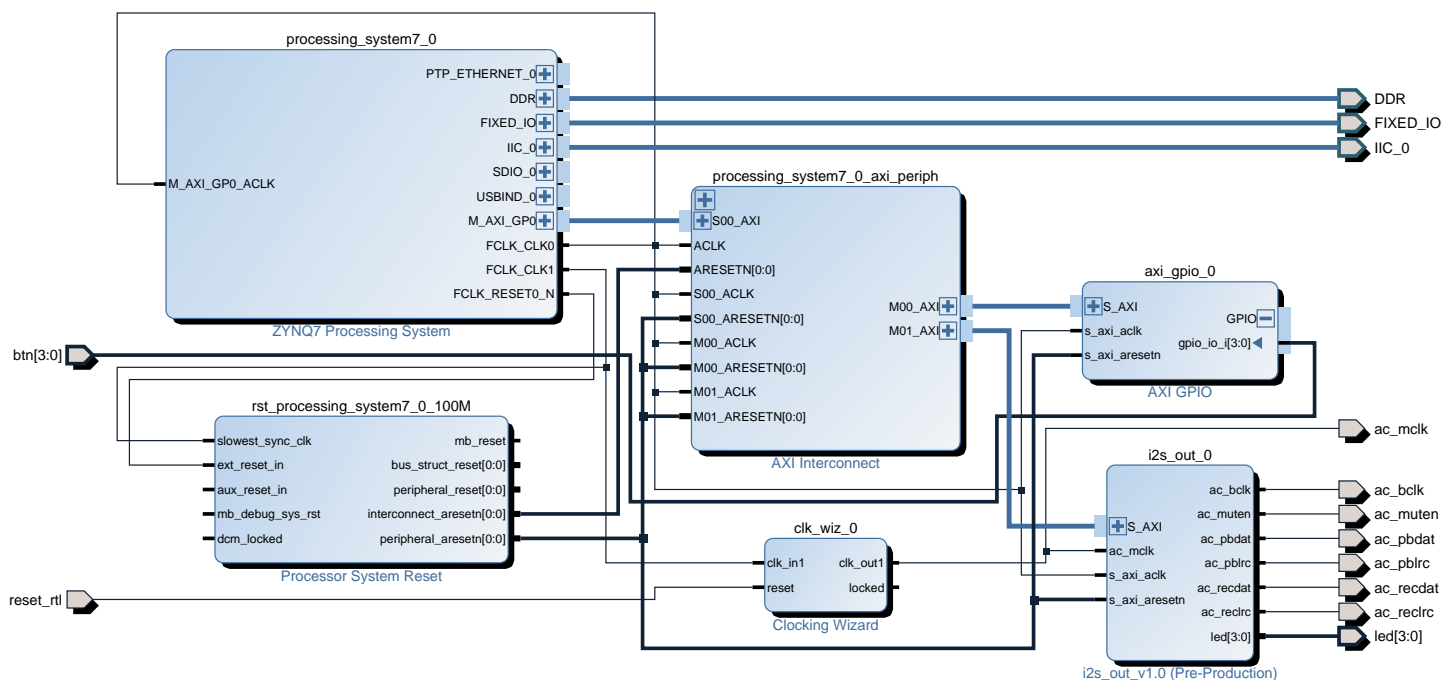 processing_system7_0
PTP_ETHERNET_0
DDR
FIXED_IO
IIC_0
SDIO_0
USBIND_0
M_AXI_GP0
FCLK_CLK0
FCLK_CLK1
FCLK_RESET0_N
M_AXI_GP0_ACLK
ZYNQ7 Processing System
DDR
FIXED_IO
IIC_0
processing_system7_0_axi_periph
S00_AXI
ACLK
ARESETN[0:0]
S00_ACLK
S00_ARESETN[0:0]
M00_ACLK
M00_ARESETN[0:0]
M01_ACLK
M01_ARESETN[0:0]
M00_AXI
M01_AXI
AXI Interconnect
axi_gpio_0
S_AXI
s_axi_aclk
s_axi_aresetn
GPIO
gpio_io_i[3:0]
AXI GPIO
btn[3:0]
rst_processing_system7_0_100M
slowest_sync_clk
ext_reset_in
aux_reset_in
mb_debug_sys_rst
dcm_locked
mb_reset
bus_struct_reset[0:0]
peripheral_reset[0:0]
interconnect_aresetn[0:0]
peripheral_aresetn[0:0]
Processor System Reset
reset_rtl
clk_wiz_0
clk_in1
reset
clk_out1
locked
Clocking Wizard
i2s_out_0
S_AXI
ac_mclk
s_axi_aclk
s_axi_aresetn
ac_bclk
ac_muten
ac_pbdat
ac_pblrc
ac_recdat
ac_reclrc
led[3:0]
i2s_out_v1.0 (Pre-Production)
ac_mclk
ac_bclk
ac_muten
ac_pbdat
ac_pblrc
ac_recdat
ac_reclrc
led[3:0]